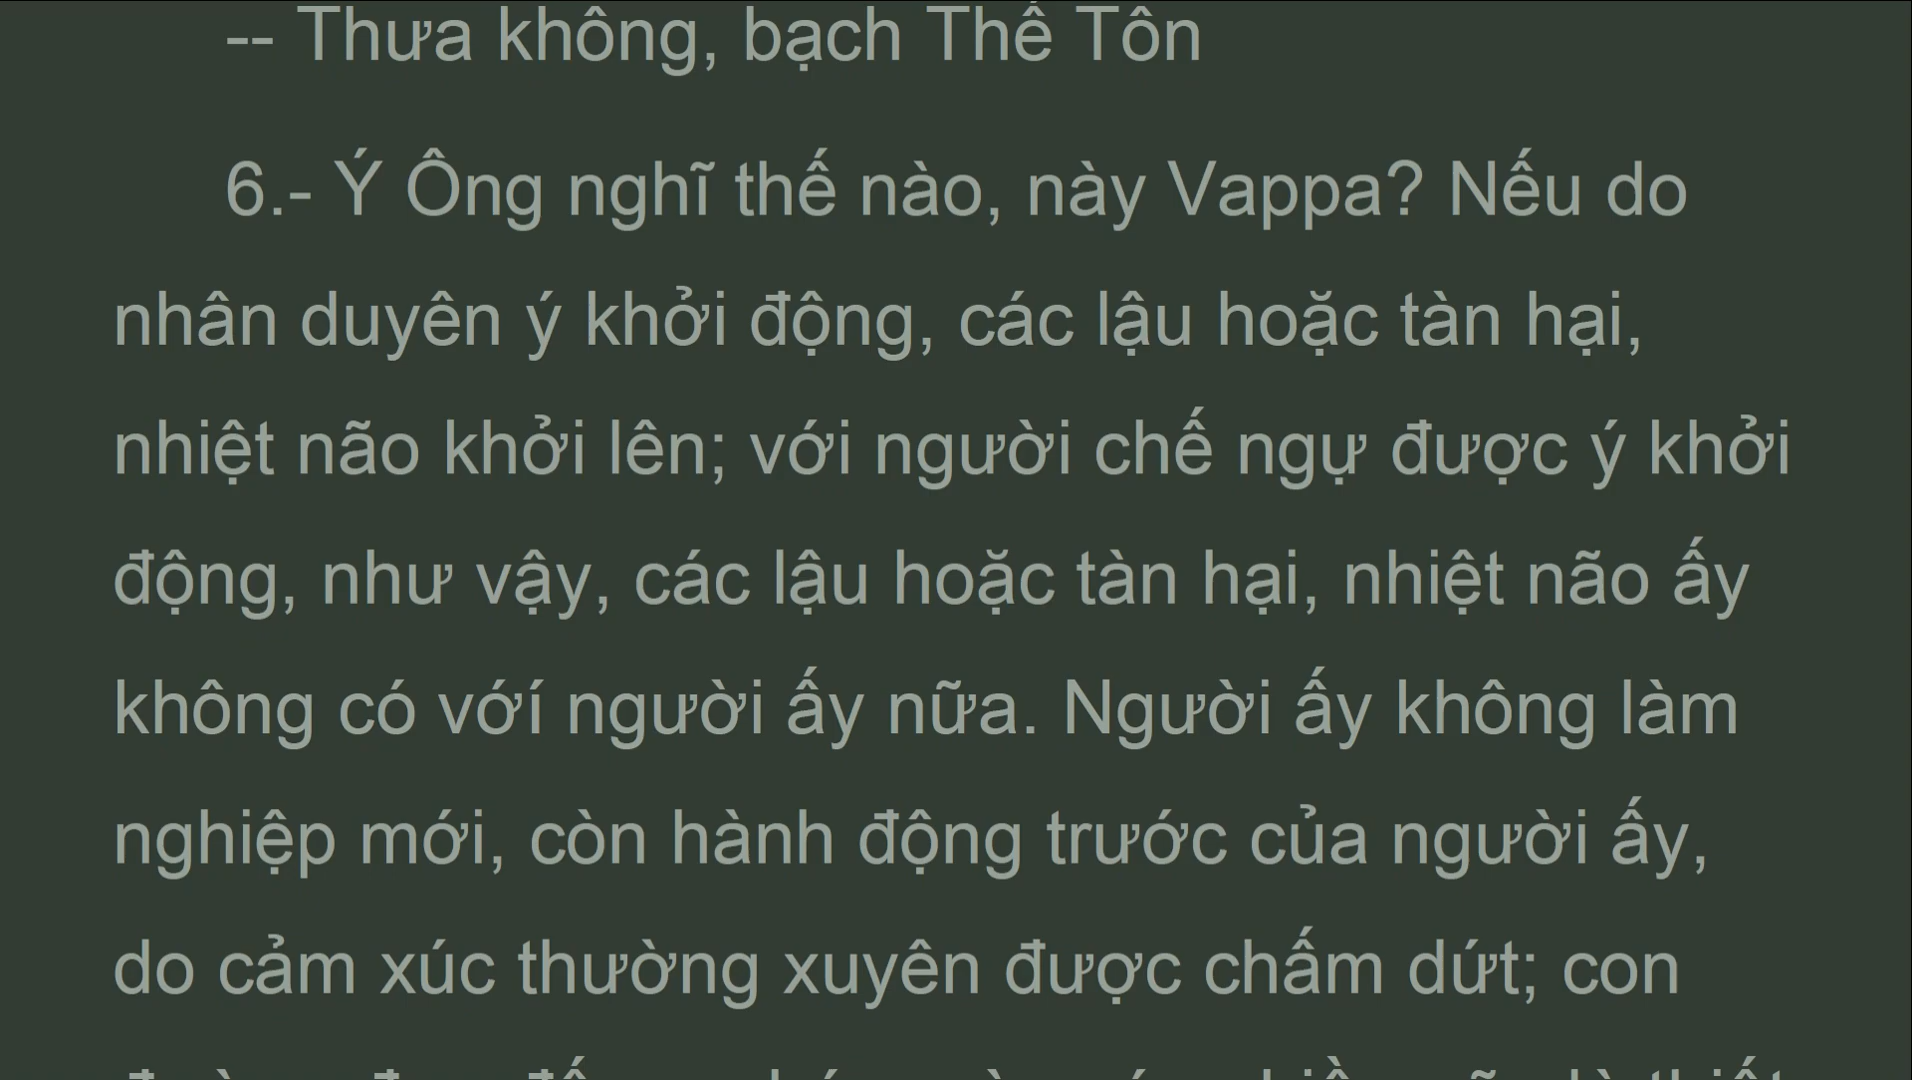 -- Thưa không, bạch Thế Tôn
6.- Ý Ông nghĩ thế nào, này Vappa? Nếu do
nhân duyên ý khởi động, các lậu hoặc tàn hại,
nhiệt não khởi lên; với người chế ngự được ý khởi
động, như vậy, các lậu hoặc tàn hại, nhiệt não ấy
không có vớí người ấy nữa. Người ấy không làm
nghiệp mới, còn hành động trước của người ấy,
do cảm xúc thường xuyên được chấm dứt; con